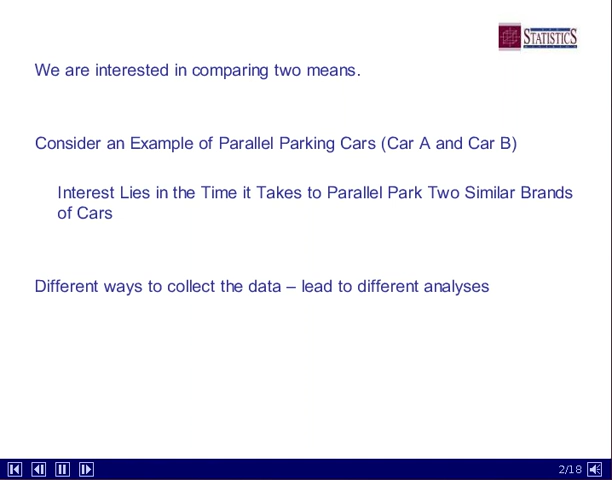 STATISTICS
We are interested in comparing two means.
Consider an Example of Parallel Parking Cars (Car A and Car B)
Interest Lies in the Time it Takes to Parallel Park Two Similar Brands
of Cars
Different ways to collect the data – lead to different analyses
2/18